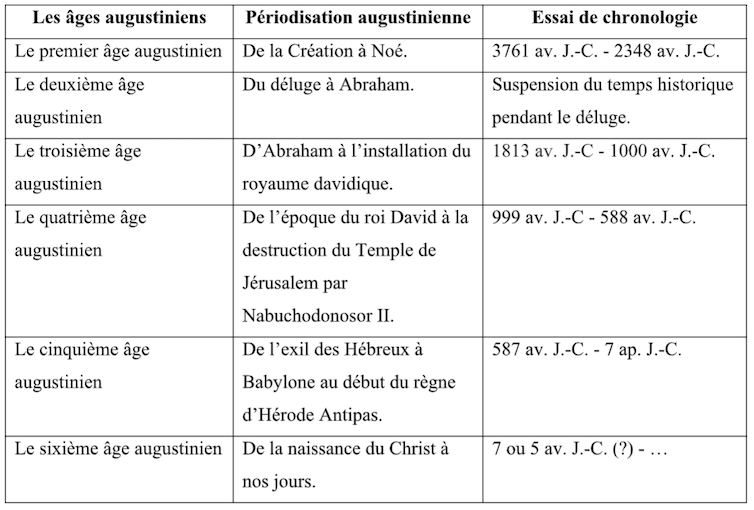 Les âges augustiniens
Périodisation augustinienne
Essai de chronologie
Le premier âge augustinien
De la Création à Noé.
3761 av. J.-C. - 2348 av. J.-C.
Le deuxième âge
augustinien
Du déluge à Abraham.
Suspension du temps historique
pendant le déluge.
Le troisième âge
augustinien
D’Abraham à l’installation du
royaume davidique.
1813 av. J.-C - 1000 av. J.-C.
Le quatrième âge
augustinien
De l’époque du roi David à la
destruction du Temple de
Jérusalem par
Nabuchodonosor II.
999 av. J.-C - 588 av. J.-C.
Le cinquième âge
augustinien
De l’exil des Hébreux à
Babylone au début du règne
d’Hérode Antipas.
587 av. J.-C. - 7 ap. J.-C.
Le sixième âge augustinien
De la naissance du Christ à
nos jours.
7 ou 5 av. J.-C. (?) - …